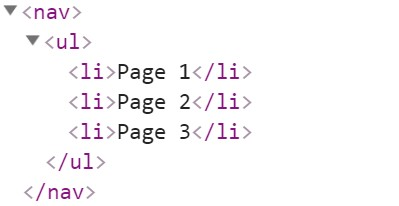 <nav>
<ul>
<li>Page 1</li>
<li>Page 2</li>
<li>Page 3</li>
</ul>
</nav>